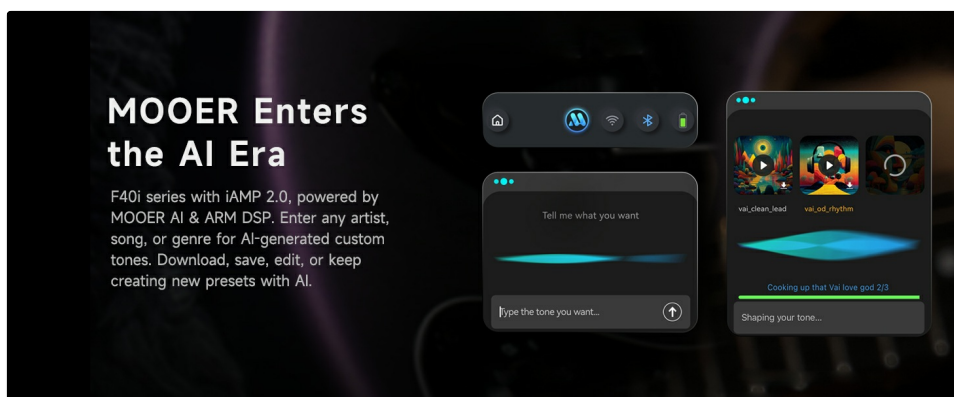 MOOER Enters
the AI Era
F40i series with iAMP 2.0, powered by
MOOER AI & ARM DSP. Enter any artist,
song, or genre for AI-generated custom
tones. Download, save, edit, or keep
creating new presets with AI.
Tell me what you want
Type the tone you want...
vai_clean_lead
vai_od_rhythm
Cooking up that Vai love god 2/3
Shaping your tone...